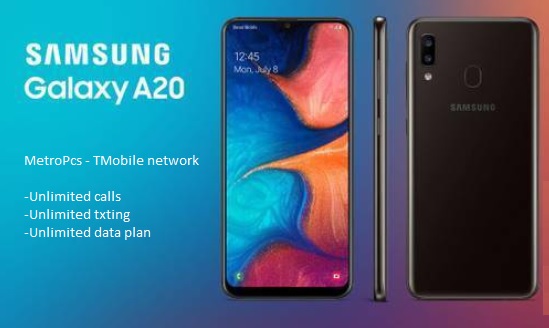 SAMSUNG
Galaxy A20
MetroPcs - TMobile network
-Unlimited calls
-Unlimited txting
-Unlimited data plan
12:45
Mon, July 8
SAMSUNG